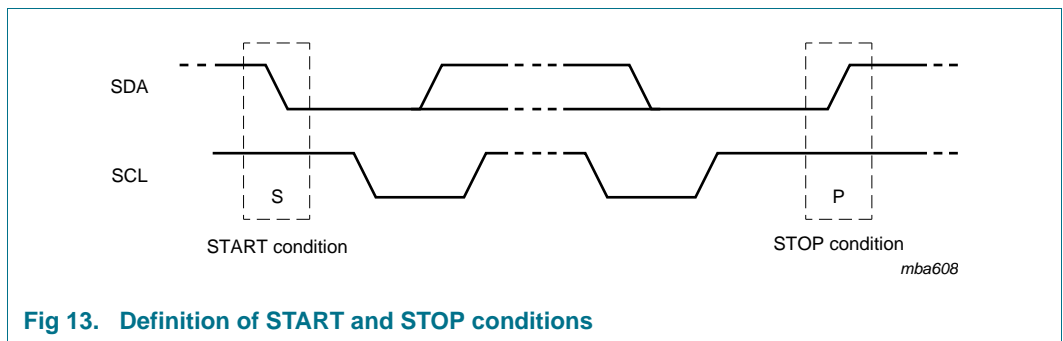 SDA
SCL
S
P
START condition
STOP condition
mba608
Fig 13. Definition of START and STOP conditions